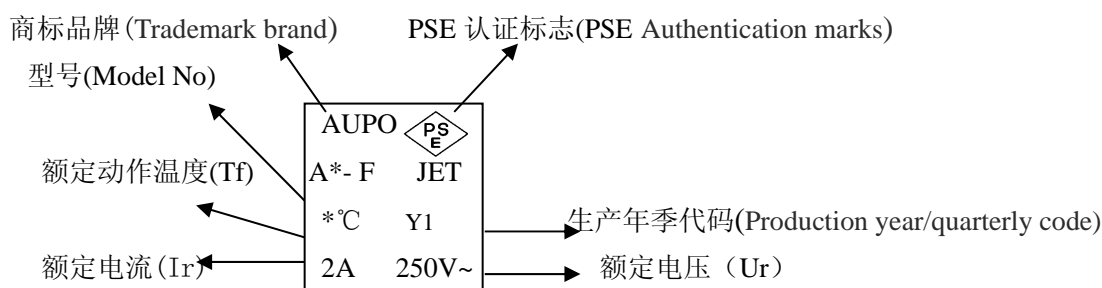 商标品牌(Trademark brand) PSE 认证标志(PSE Authentication marks)
型号(Model No)
AUPO PSE
额定动作温度(Tf) A*- F JET
*℃ Y1 生产年季代码(Production year/quarterly code)
额定电流(Ir) 2A 250V~ 额定电压（Ur）